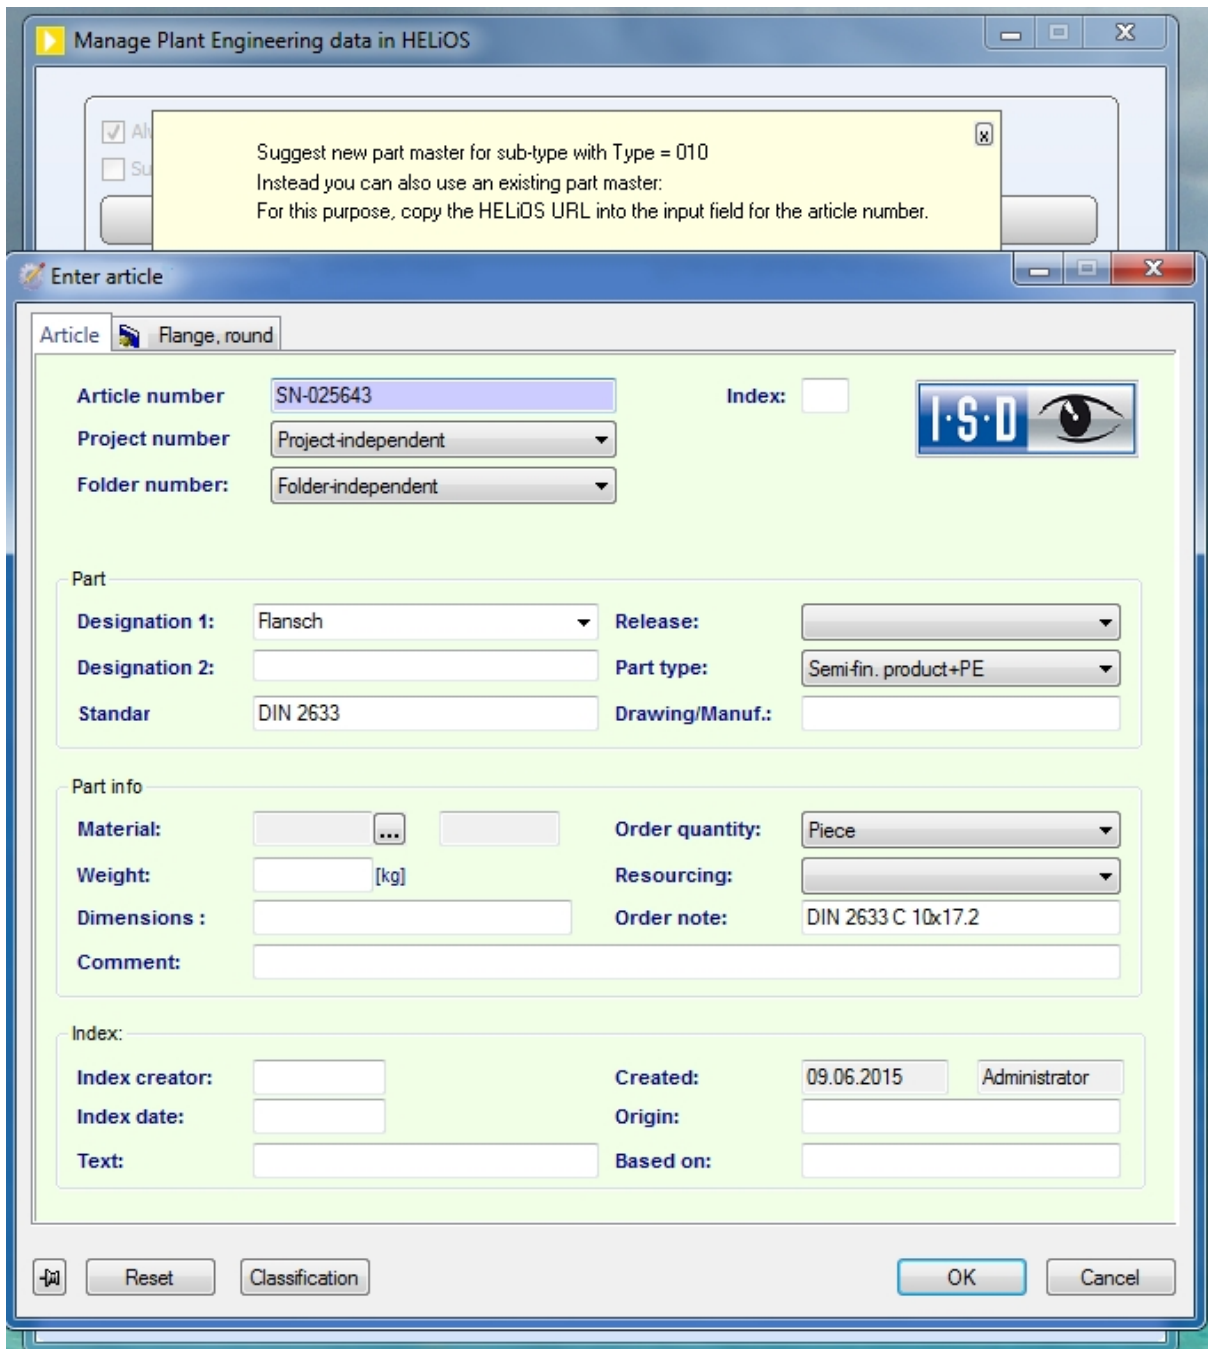 Manage Plant Engineering data in HELiOS
Suggest new part master for sub-type with Type = 010
Instead you can also use an existing part master:
For this purpose, copy the HELiOS URL into the input field for the article number.
Enter article
Article Flange, round
Article number SN-025643 Index: I·S·D
Project number Project-independent
Folder number: Folder-independent
Part
Designation 1: Flansch Release:
Designation 2: Part type: Semi-fin. product+PE
Standar DIN 2633 Drawing/Manuf.:
Part info
Material: ... Order quantity: Piece
Weight: [kg] Resourcing:
Dimensions : Order note: DIN 2633 C 10x17.2
Comment:
Index:
Index creator: Created: 09.06.2015 Administrator
Index date: Origin:
Text: Based on:
Reset Classification OK Cancel